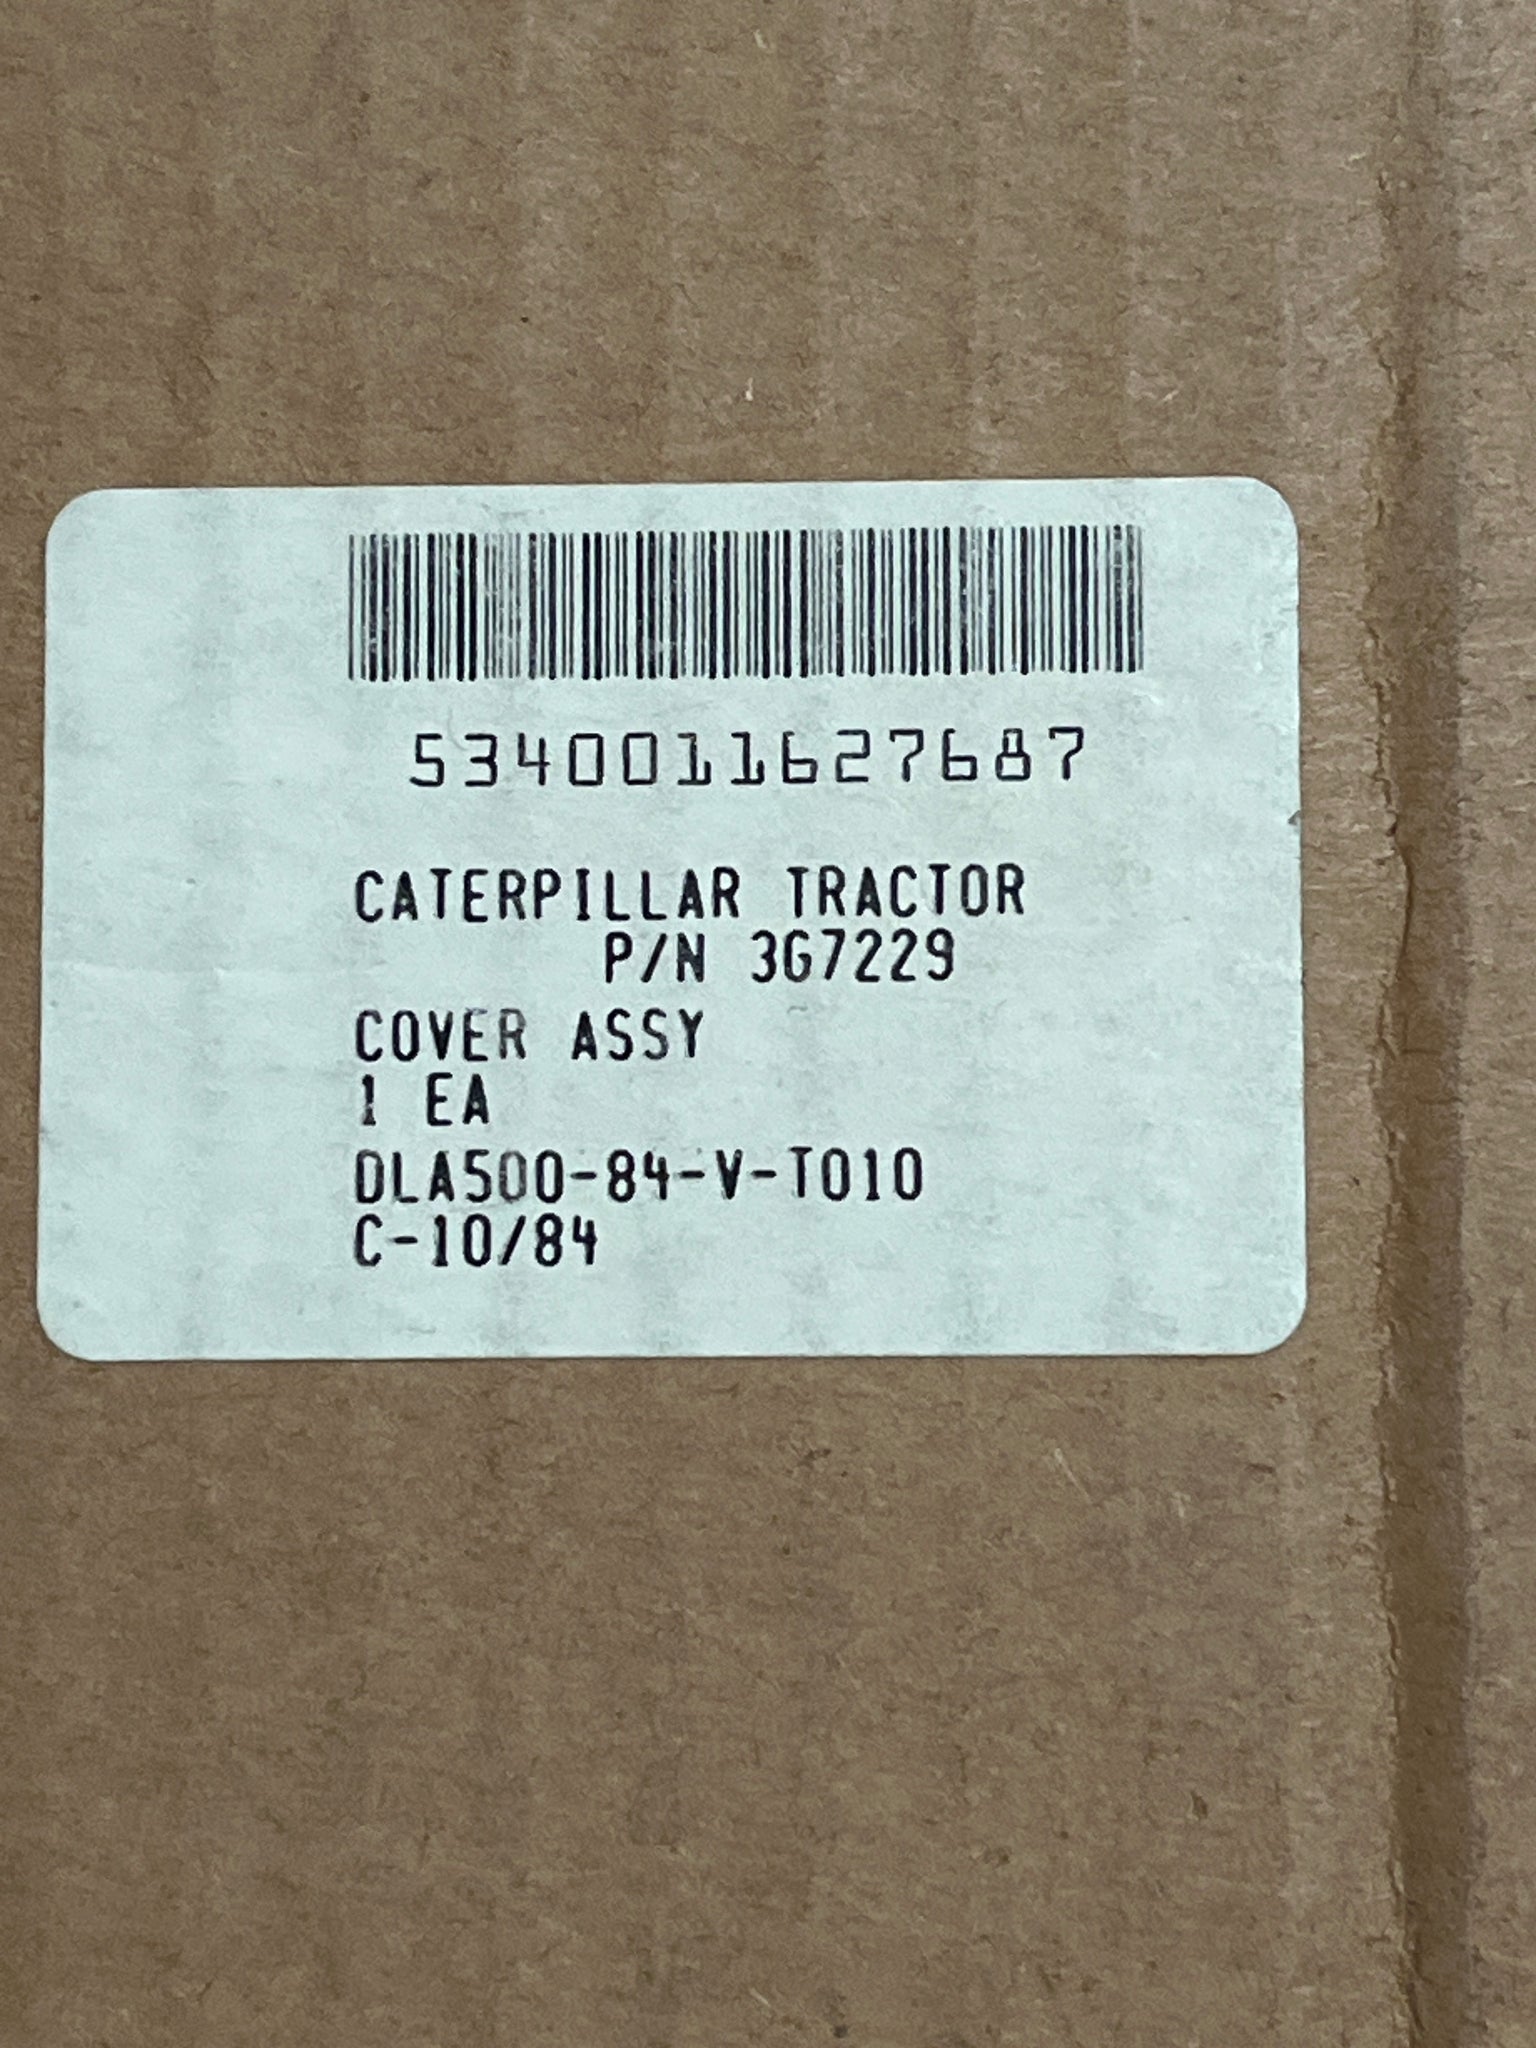 5340011627687
CATERPILLAR TRACTOR
P/N 3G7229
COVER ASSY
1 EA
DLA500-84-V-T010
C-10/84